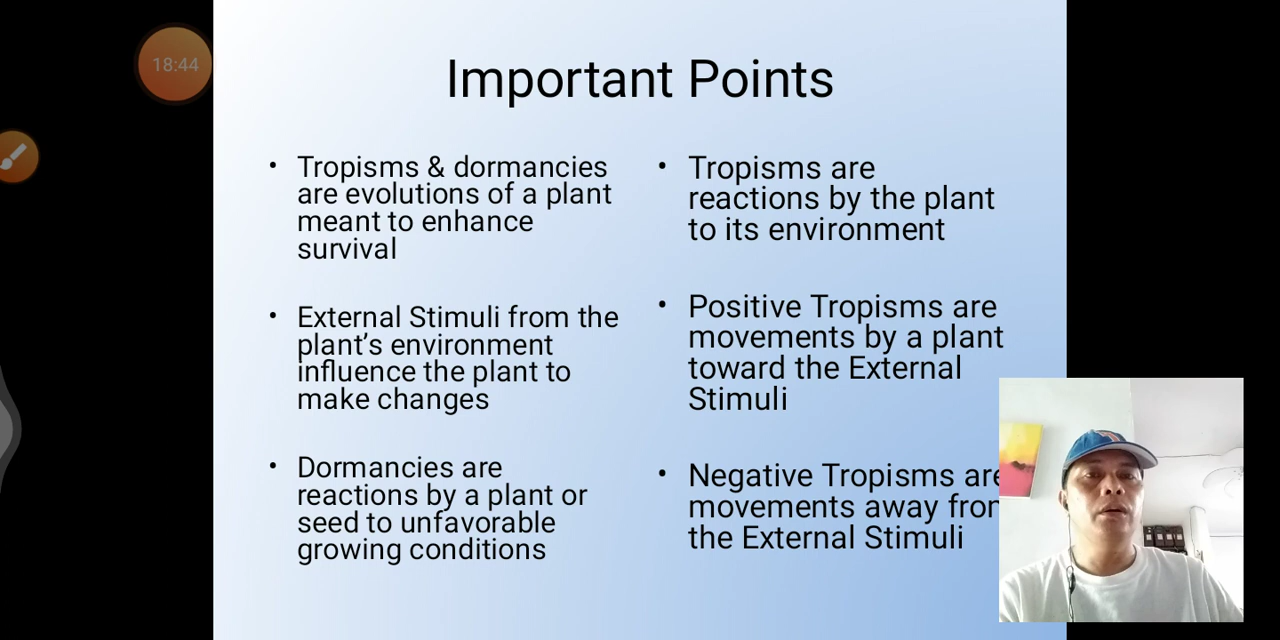 18:44
Important Points
• Tropisms & dormancies
are evolutions of a plant
meant to enhance
survival
• External Stimuli from the
plant’s environment
influence the plant to
make changes
• Dormancies are
reactions by a plant or
seed to unfavorable
growing conditions
• Tropisms are
reactions by the plant
to its environment
• Positive Tropisms are
movements by a plant
toward the External
Stimuli
• Negative Tropisms are
movements away from
the External Stimuli